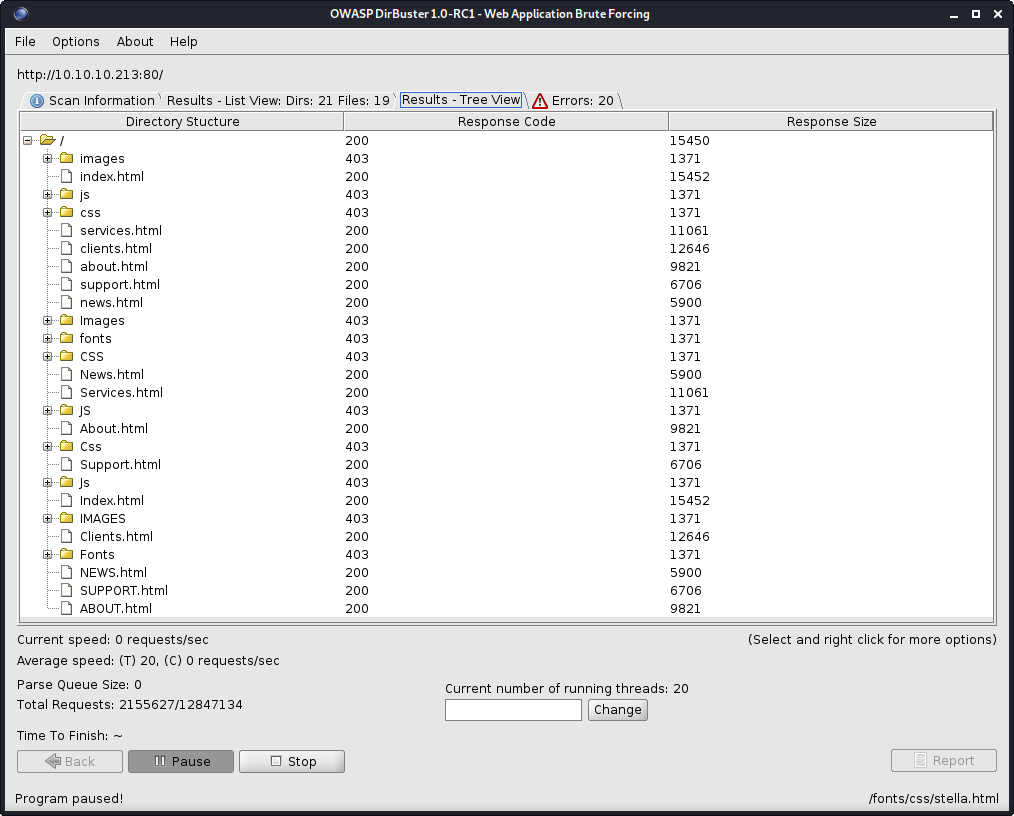 OWASP DirBuster 1.0-RC1 - Web Application Brute Forcing
File Options About Help
http://10.10.10.213:80/
Scan Information Results - List View: Dirs: 21 Files: 19 Results - Tree View Errors: 20
Directory Stucture Response Code Response Size
/ 200 15450
images 403 1371
index.html 200 15452
js 403 1371
css 403 1371
services.html 200 11061
clients.html 200 12646
about.html 200 9821
support.html 200 6706
news.html 200 5900
Images 403 1371
fonts 403 1371
CSS 403 1371
News.html 200 5900
Services.html 200 11061
JS 403 1371
About.html 200 9821
Css 403 1371
Support.html 200 6706
Js 403 1371
Index.html 200 15452
IMAGES 403 1371
Clients.html 200 12646
Fonts 403 1371
NEWS.html 200 5900
SUPPORT.html 200 6706
ABOUT.html 200 9821
Current speed: 0 requests/sec (Select and right click for more options)
Average speed: (T) 20, (C) 0 requests/sec
Parse Queue Size: 0 Current number of running threads: 20
Total Requests: 2155627/12847134 Change
Time To Finish: ~
Back Pause Stop Report
Program paused! /fonts/css/stella.html